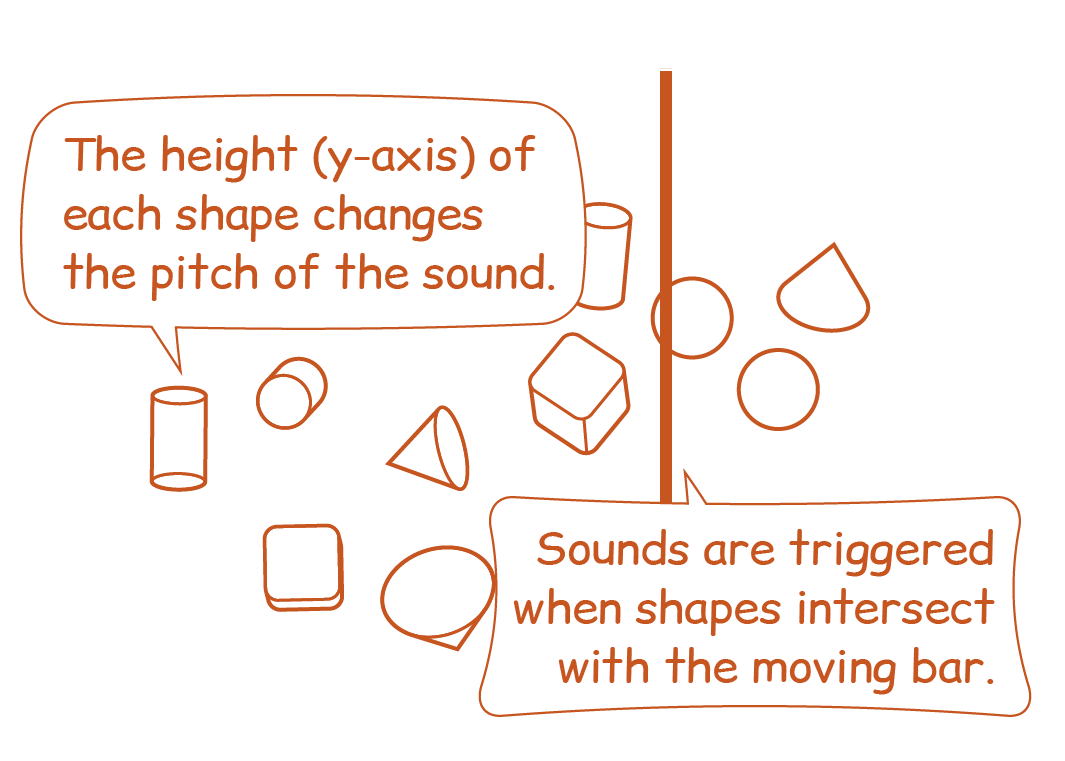 The height (y-axis) of
each shape changes
the pitch of the sound.
Sounds are triggered
when shapes intersect
with the moving bar.